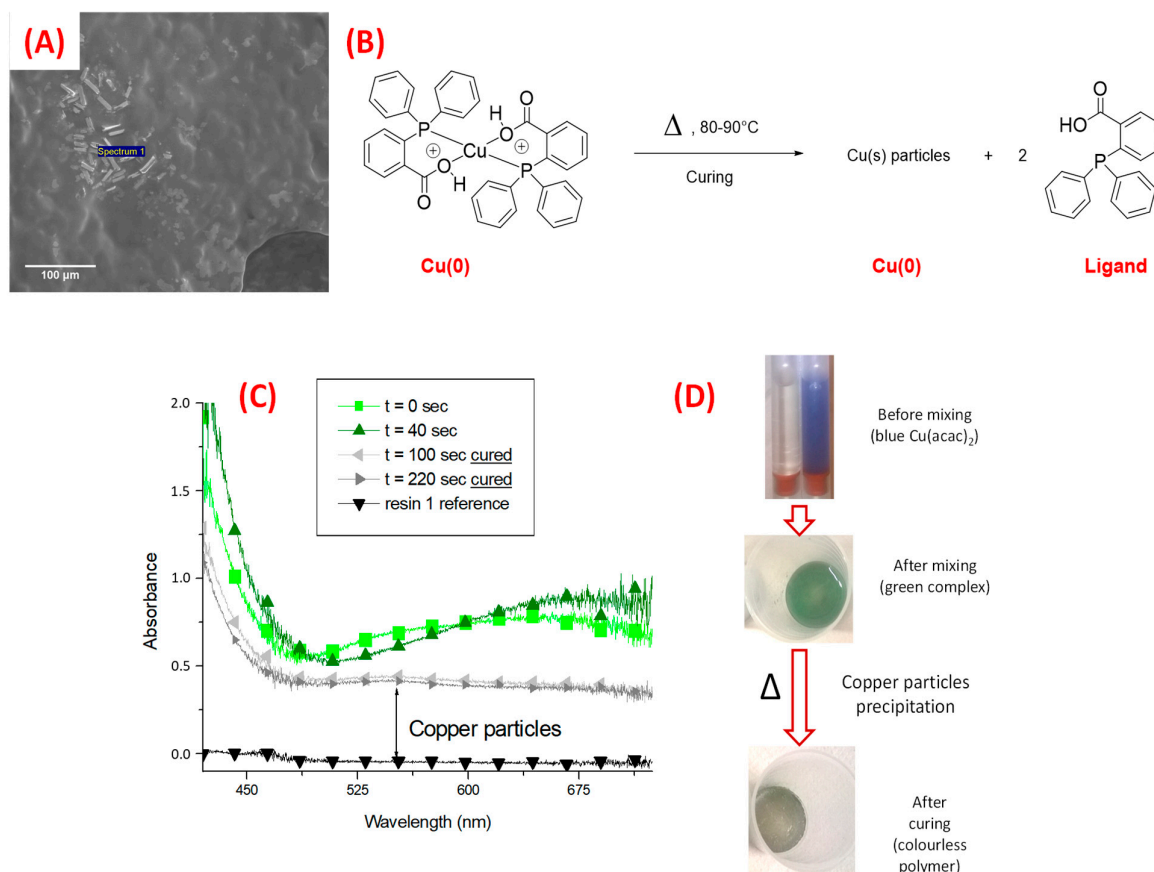 (A)
Spectrum 1
100 µm
(B)
O
H
O
P
Cu
P
O
H
O
Δ , 80-90°C
Curing
Cu(s) particles + 2
O
HO
P
Cu(0)
Cu(0)
Ligand
(C)
t = 0 sec
t = 40 sec
t = 100 sec cured
t = 220 sec cured
resin 1 reference
2.0
1.5
1.0
0.5
0.0
Absorbance
Copper particles
450 525 600 675
Wavelength (nm)
(D)
Before mixing
(blue Cu(acac)2)
After mixing
(green complex)
Δ
Copper particles
precipitation
After
curing
(colourless
polymer)